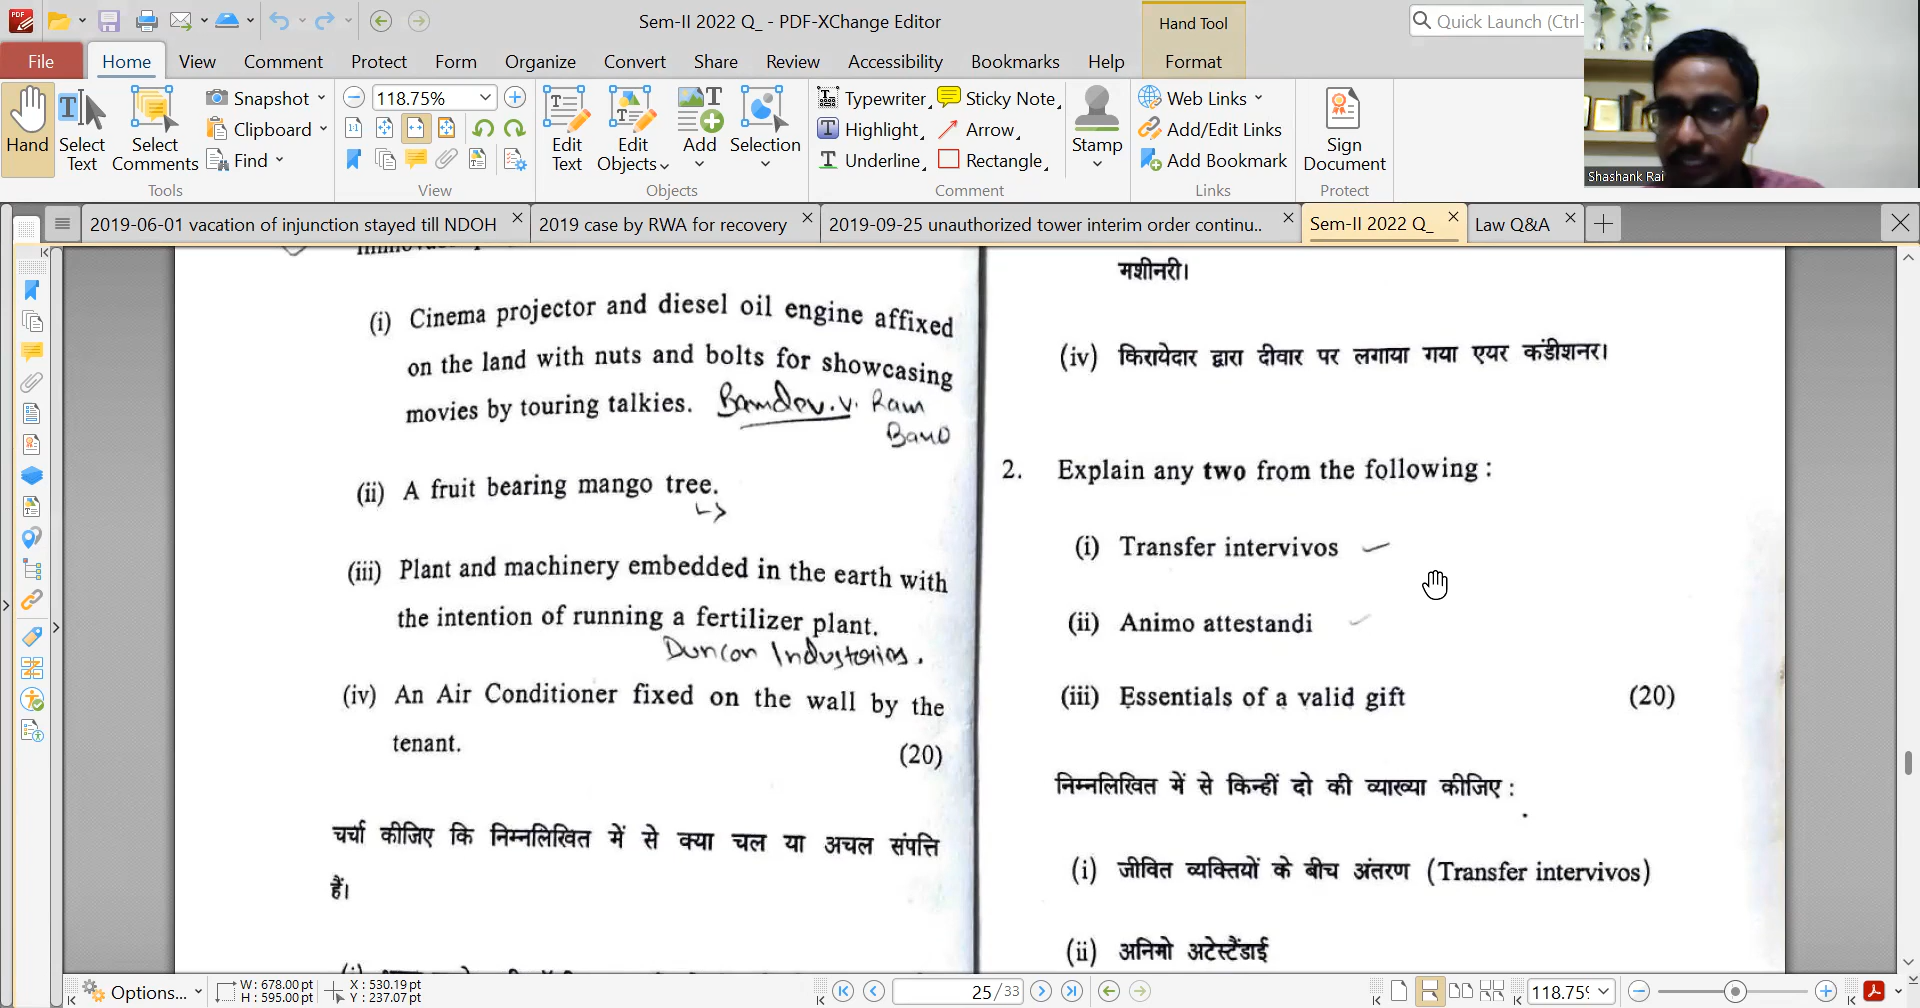 Sem-II 2022 Q_ - PDF-XChange Editor
Hand Tool
Quick Launch (Ctrl-
File
Home
View
Comment
Protect
Form
Organize
Convert
Share
Review
Accessibility
Bookmarks
Help
Format
Hand
Select Text
Select Comments
Snapshot
Clipboard
Find
Tools
118.75%
View
Edit Text
Edit Objects
Add
Selection
Objects
Typewriter
Highlight
Underline
Sticky Note
Arrow
Rectangle
Stamp
Comment
Web Links
Add/Edit Links
Add Bookmark
Links
Sign Document
Protect
Shashank Rai
2019-06-01 vacation of injunction stayed till NDOH
2019 case by RWA for recovery
2019-09-25 unauthorized tower interim order continu..
Sem-II 2022 Q_
Law Q&A
(i) Cinema projector and diesel oil engine affixed
on the land with nuts and bolts for showcasing
movies by touring talkies. Bamdev v. Ram
Bano
(ii) A fruit bearing mango tree.
(iii) Plant and machinery embedded in the earth with
the intention of running a fertilizer plant.
Duncan Industories.
(iv) An Air Conditioner fixed on the wall by the
tenant.
(20)
चर्चा कीजिए कि निम्नलिखित में से क्या चल या अचल संपत्ति
हैं।
मशीनरी।
(iv) किरायेदार द्वारा दीवार पर लगाया गया एयर कंडीशनर।
2. Explain any two from the following :
(i) Transfer intervivos
(ii) Animo attestandi
(iii) Essentials of a valid gift (20)
निम्नलिखित में से किन्हीं दो की व्याख्या कीजिए :
(i) जीवित व्यक्तियों के बीच अंतरण (Transfer intervivos)
(ii) अनिमो अटेस्टैंडाई
Options...
W: 678.00 pt
H: 595.00 pt
X: 530.19 pt
Y: 237.07 pt
25 / 33
118.75%